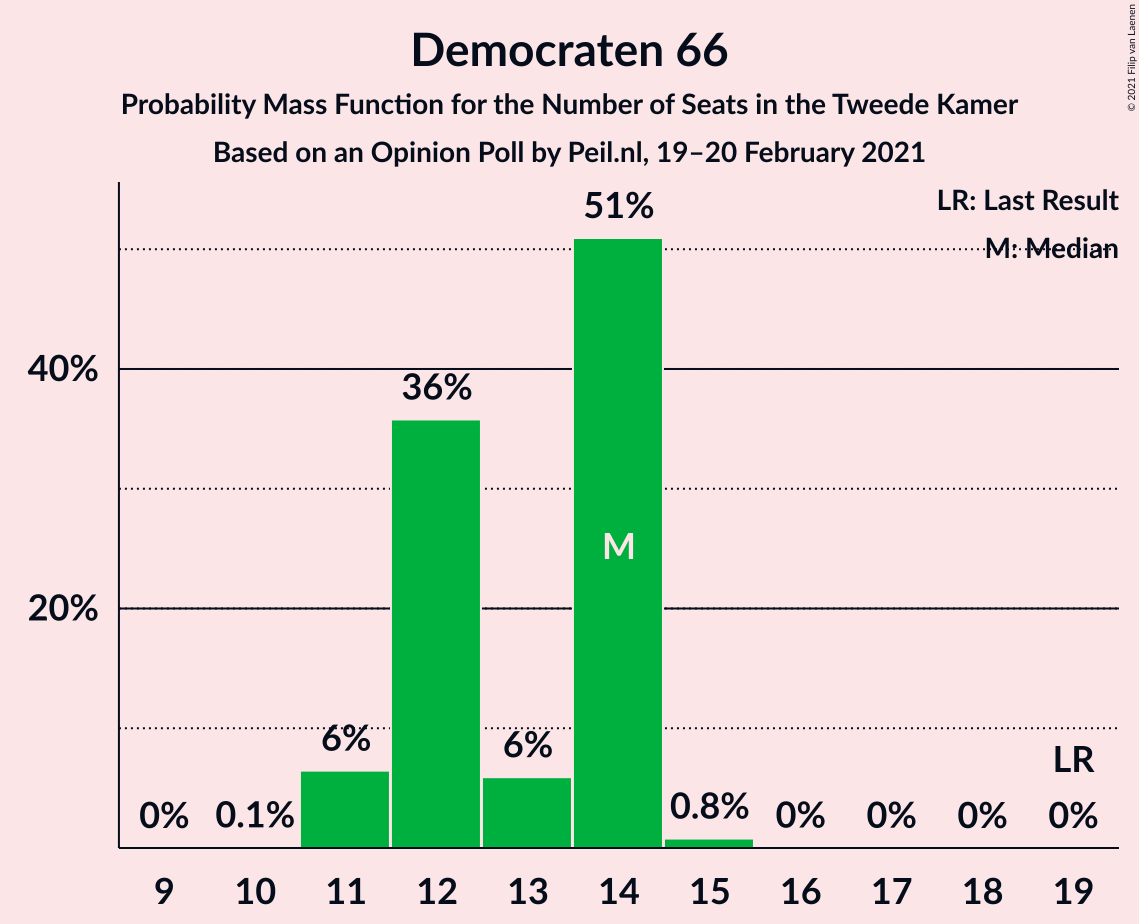 Democraten 66
Probability Mass Function for the Number of Seats in the Tweede Kamer
Based on an Opinion Poll by Peil.nl, 19–20 February 2021
© 2021 Filip van Laenen
LR: Last Result
M: Median
51%
40%
36%
M
20%
6%
6%
LR
0%
0.1%
0.8%
0%
0%
0%
0%
9 10 11 12 13 14 15 16 17 18 19